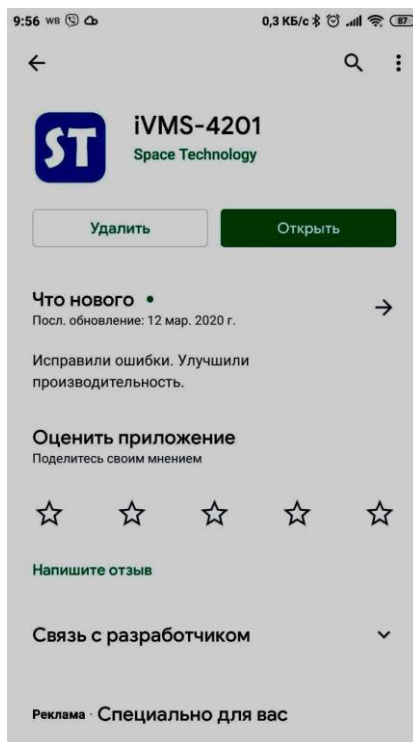 9:56 WB 0,3 КБ/с 87
ST
iVMS-4201
Space Technology
Удалить Открыть
Что нового •
Посл. обновление: 12 мар. 2020 г.
Исправили ошибки. Улучшили
производительность.
Оценить приложение
Поделитесь своим мнением
Напишите отзыв
Связь с разработчиком
Реклама · Специально для вас